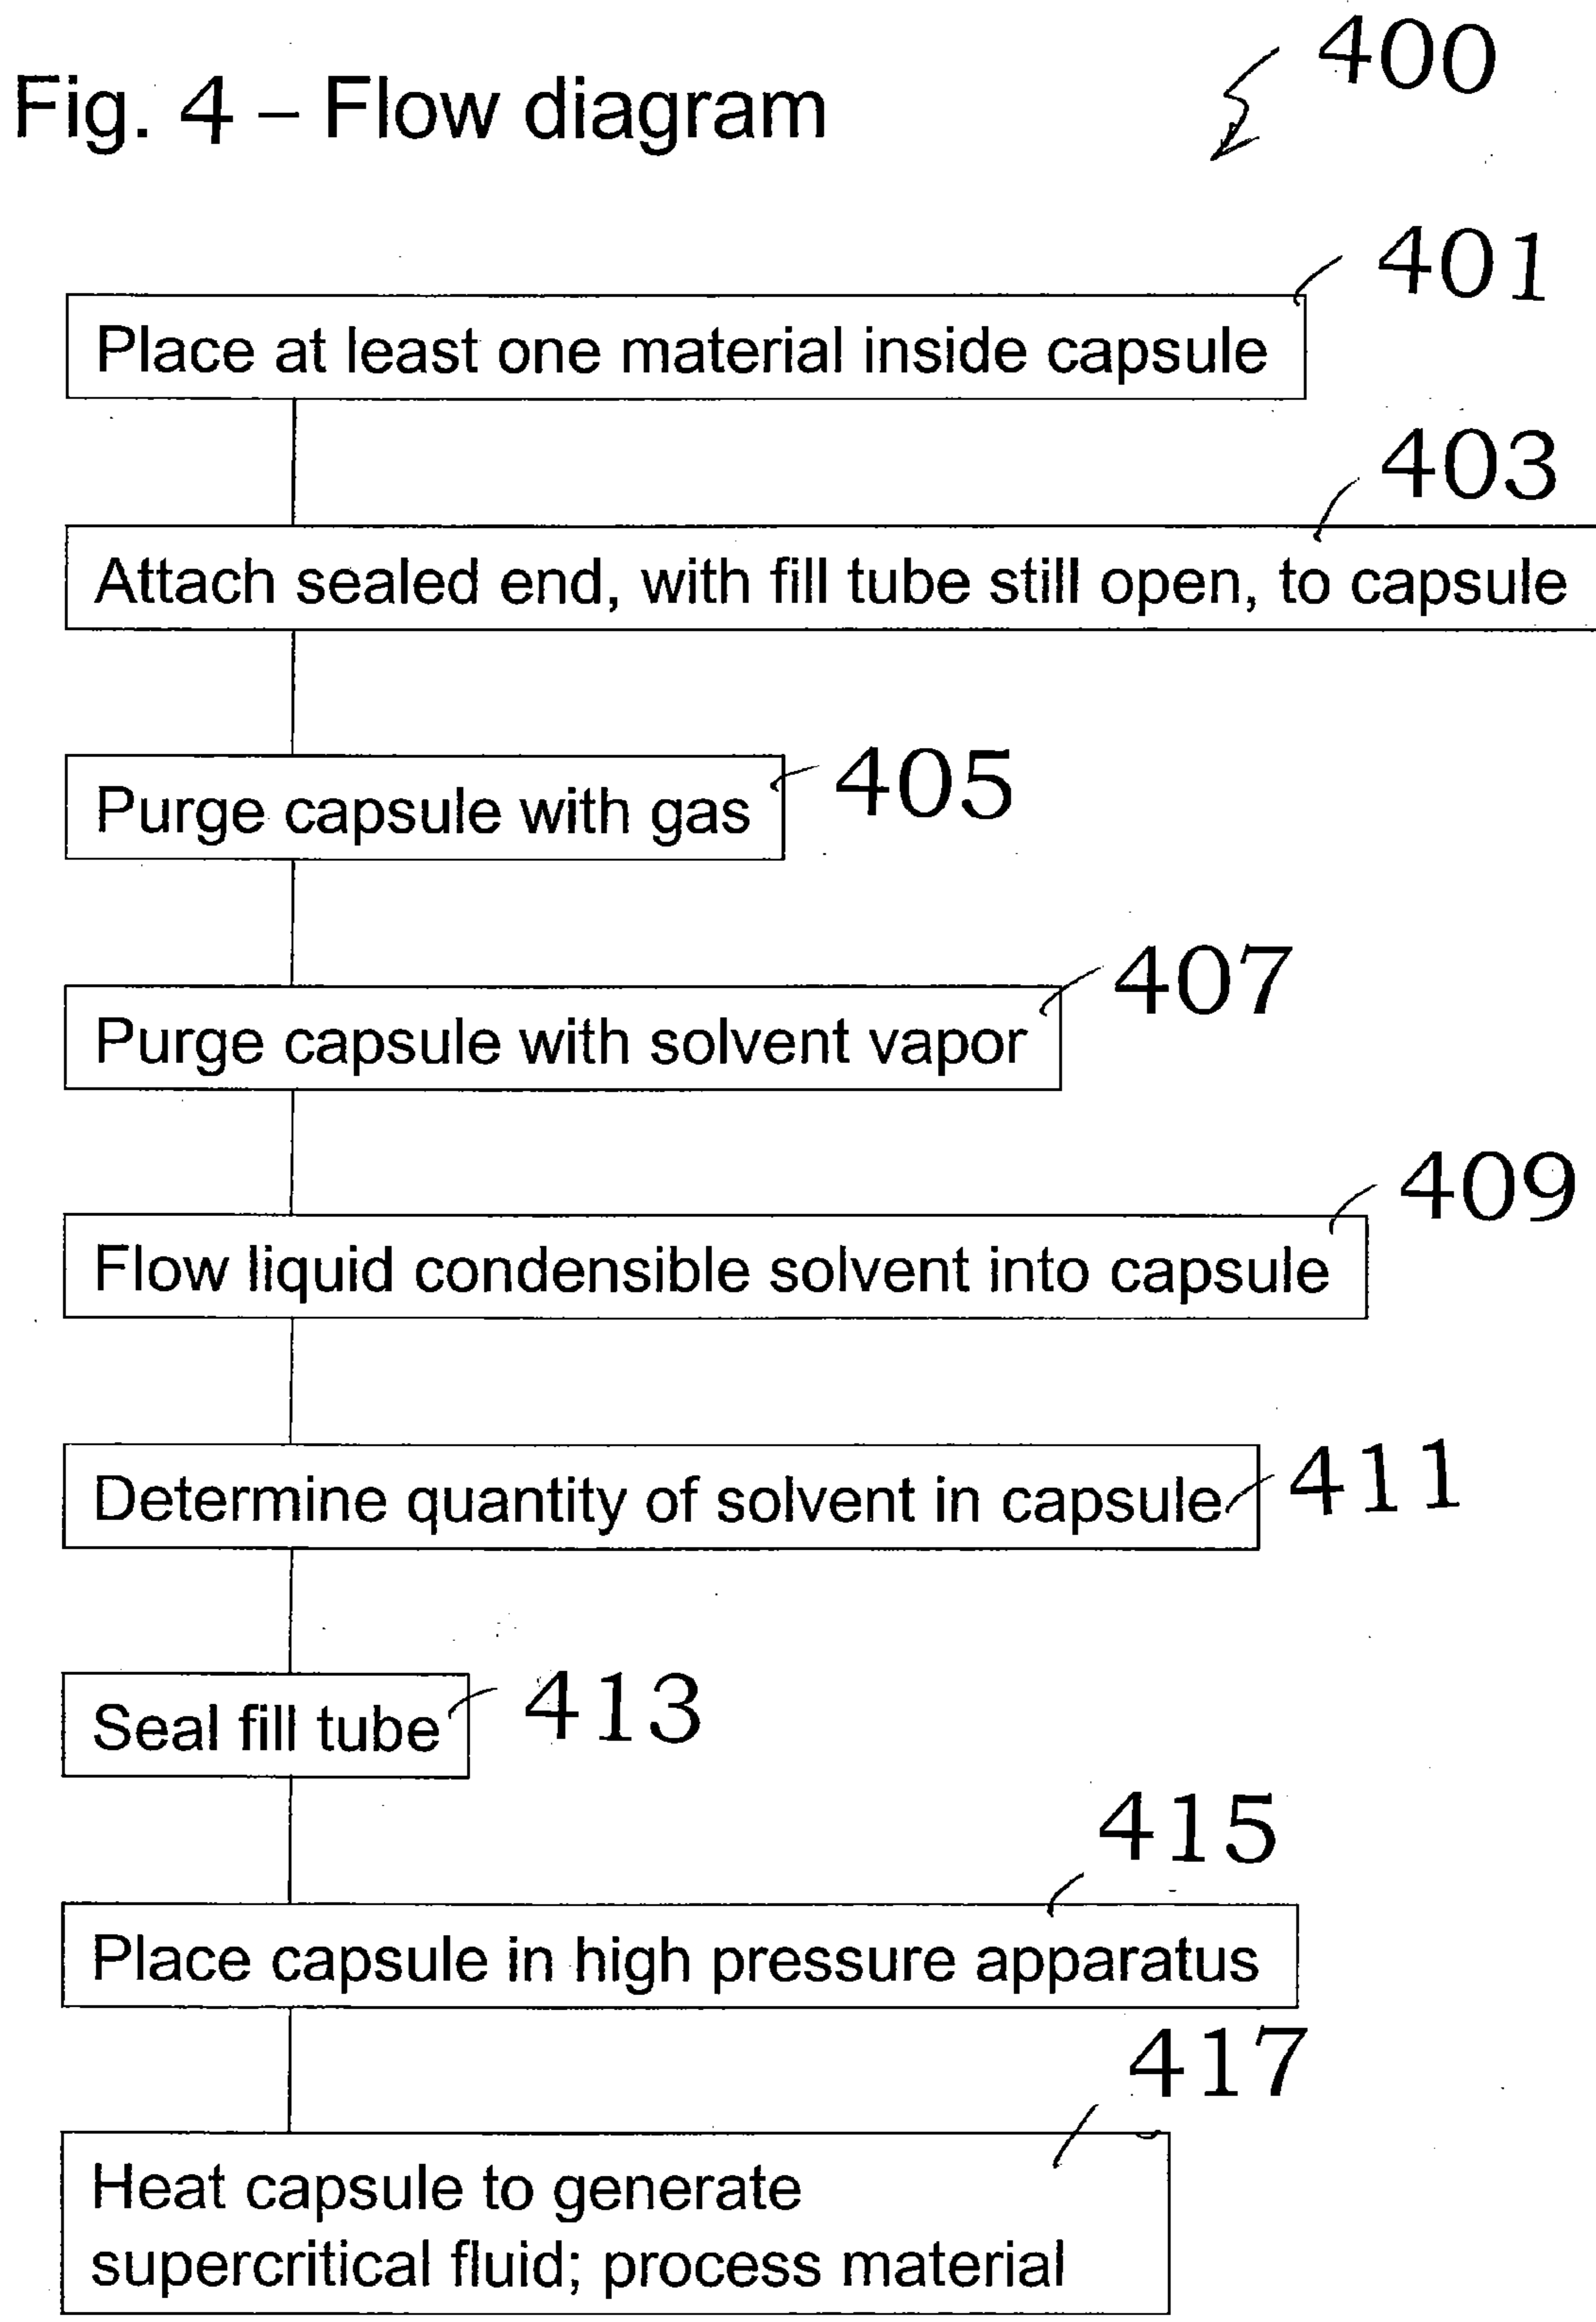 400
Fig. 4 – Flow diagram
401
Place at least one material inside capsule
403
Attach sealed end, with fill tube still open, to capsule
405
Purge capsule with gas
407
Purge capsule with solvent vapor
409
Flow liquid condensible solvent into capsule
411
Determine quantity of solvent in capsule
413
Seal fill tube
415
Place capsule in high pressure apparatus
417
Heat capsule to generate
supercritical fluid; process material